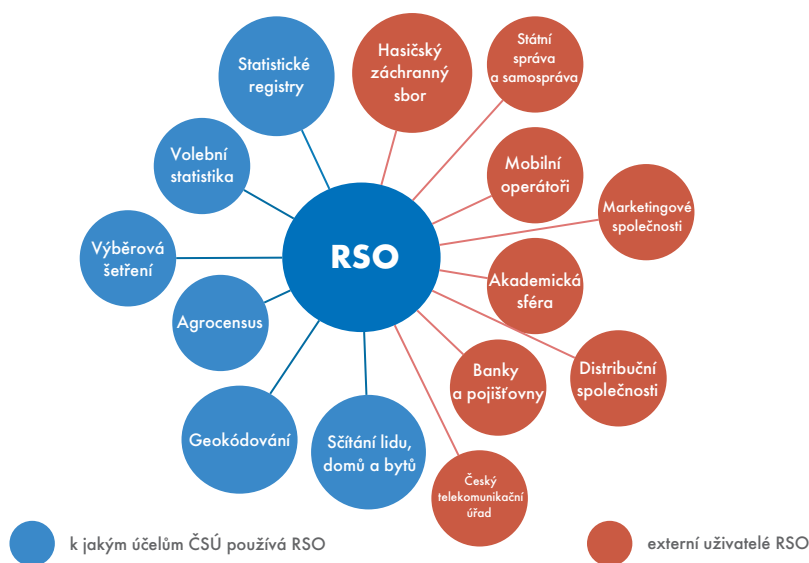 Statistické
registry
Hasičský
záchranný
sbor
Státní
správa
a samospráva
Volební
statistika
Mobilní
operátoři
Marketingové
společnosti
Výběrová
šetření
RSO
Akademická
sféra
Agrocensus
Banky
a pojišťovny
Distribuční
společnosti
Geokódování
Sčítání lidu,
domů a bytů
Český
telekomunikační
úřad
k jakým účelům ČSÚ používá RSO
externí uživatelé RSO